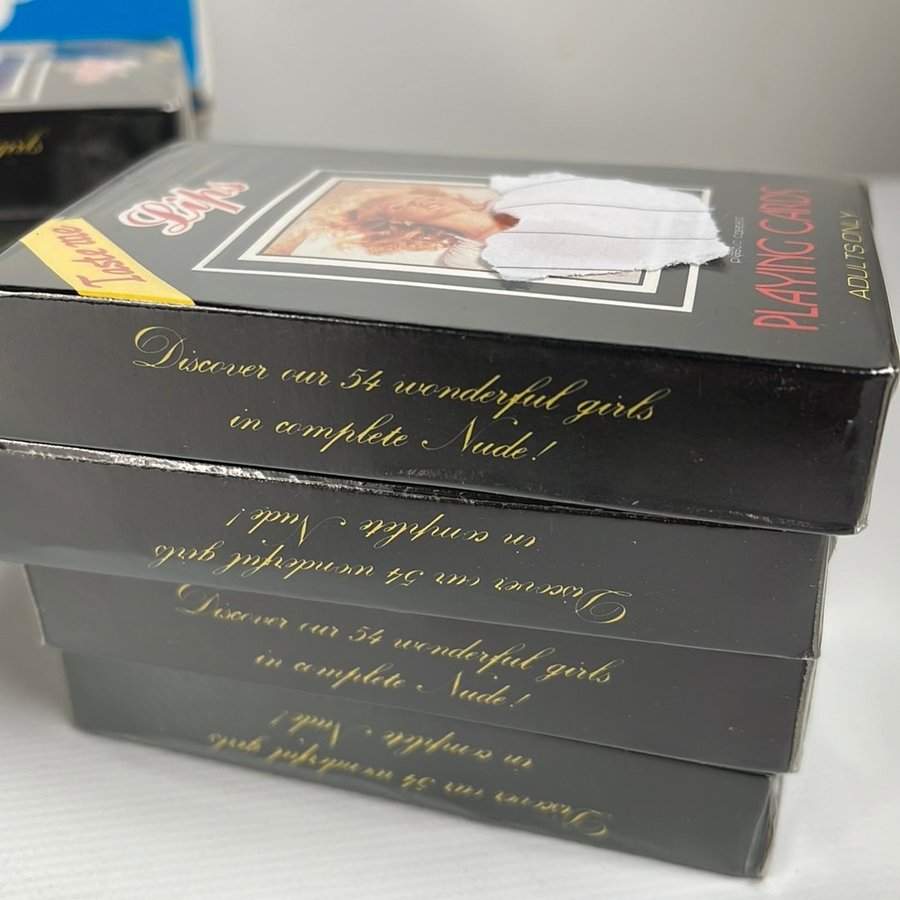 Lips
Taste me
PLAYING CARDS
ADULTS ONLY
Discover our 54 wonderful girls
in complete Nude!
Discover our 54 wonderful girls
in complete Nude!
Discover our 54 wonderful girls
in complete Nude!
Discover our 54 wonderful girls
in complete Nude!
girls